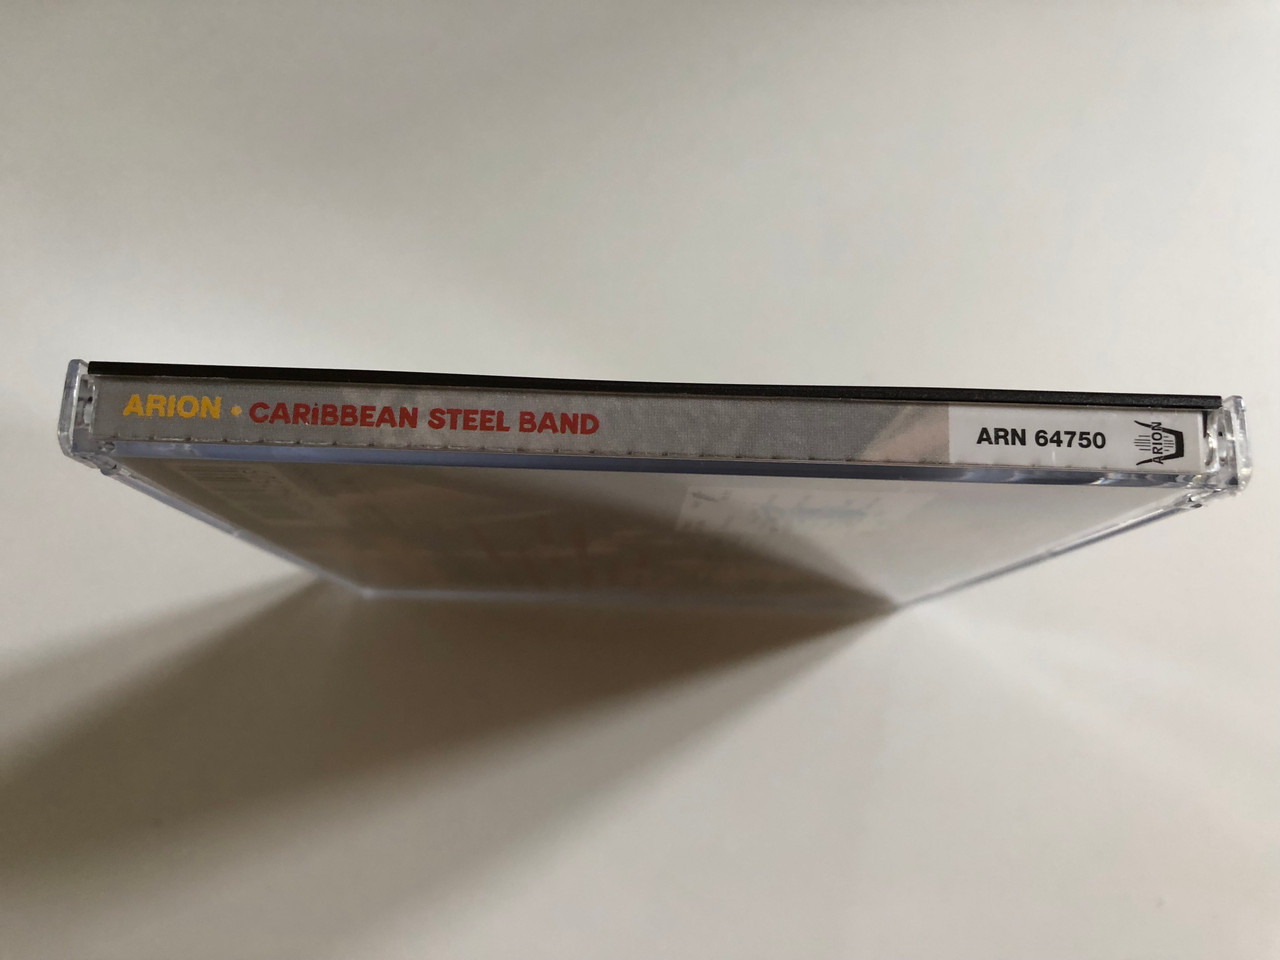 ARION • CARiBBEAN STEEL BAND
ARN 64750
ARION